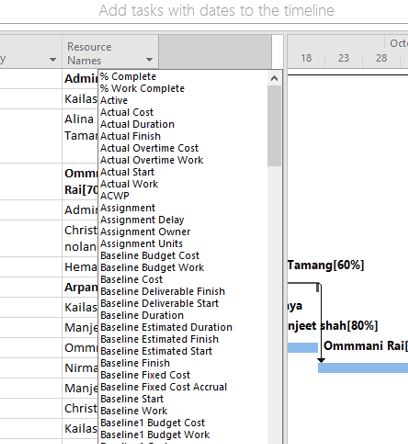 Add tasks with dates to the timeline
Resource
Names
y
Octo
18 23 28
Admin
Kailas
Alina
Tamar
Omm
Rai[70
Admin
Christ
nolan
Hema
Arpan
Kailas
Manje
Omm
Nirma
Manje
Christ
Kailas
% Complete
% Work Complete
Active
Actual Cost
Actual Duration
Actual Finish
Actual Overtime Cost
Actual Overtime Work
Actual Start
Actual Work
ACWP
Assignment
Assignment Delay
Assignment Owner
Assignment Units
Baseline Budget Cost
Baseline Budget Work
Baseline Cost
Baseline Deliverable Finish
Baseline Deliverable Start
Baseline Duration
Baseline Estimated Duration
Baseline Estimated Finish
Baseline Estimated Start
Baseline Finish
Baseline Fixed Cost
Baseline Fixed Cost Accrual
Baseline Start
Baseline Work
Baseline1 Budget Cost
Baseline1 Budget Work
Tamang[60%]
aya
njeet shah[80%]
Ommmani Rai[